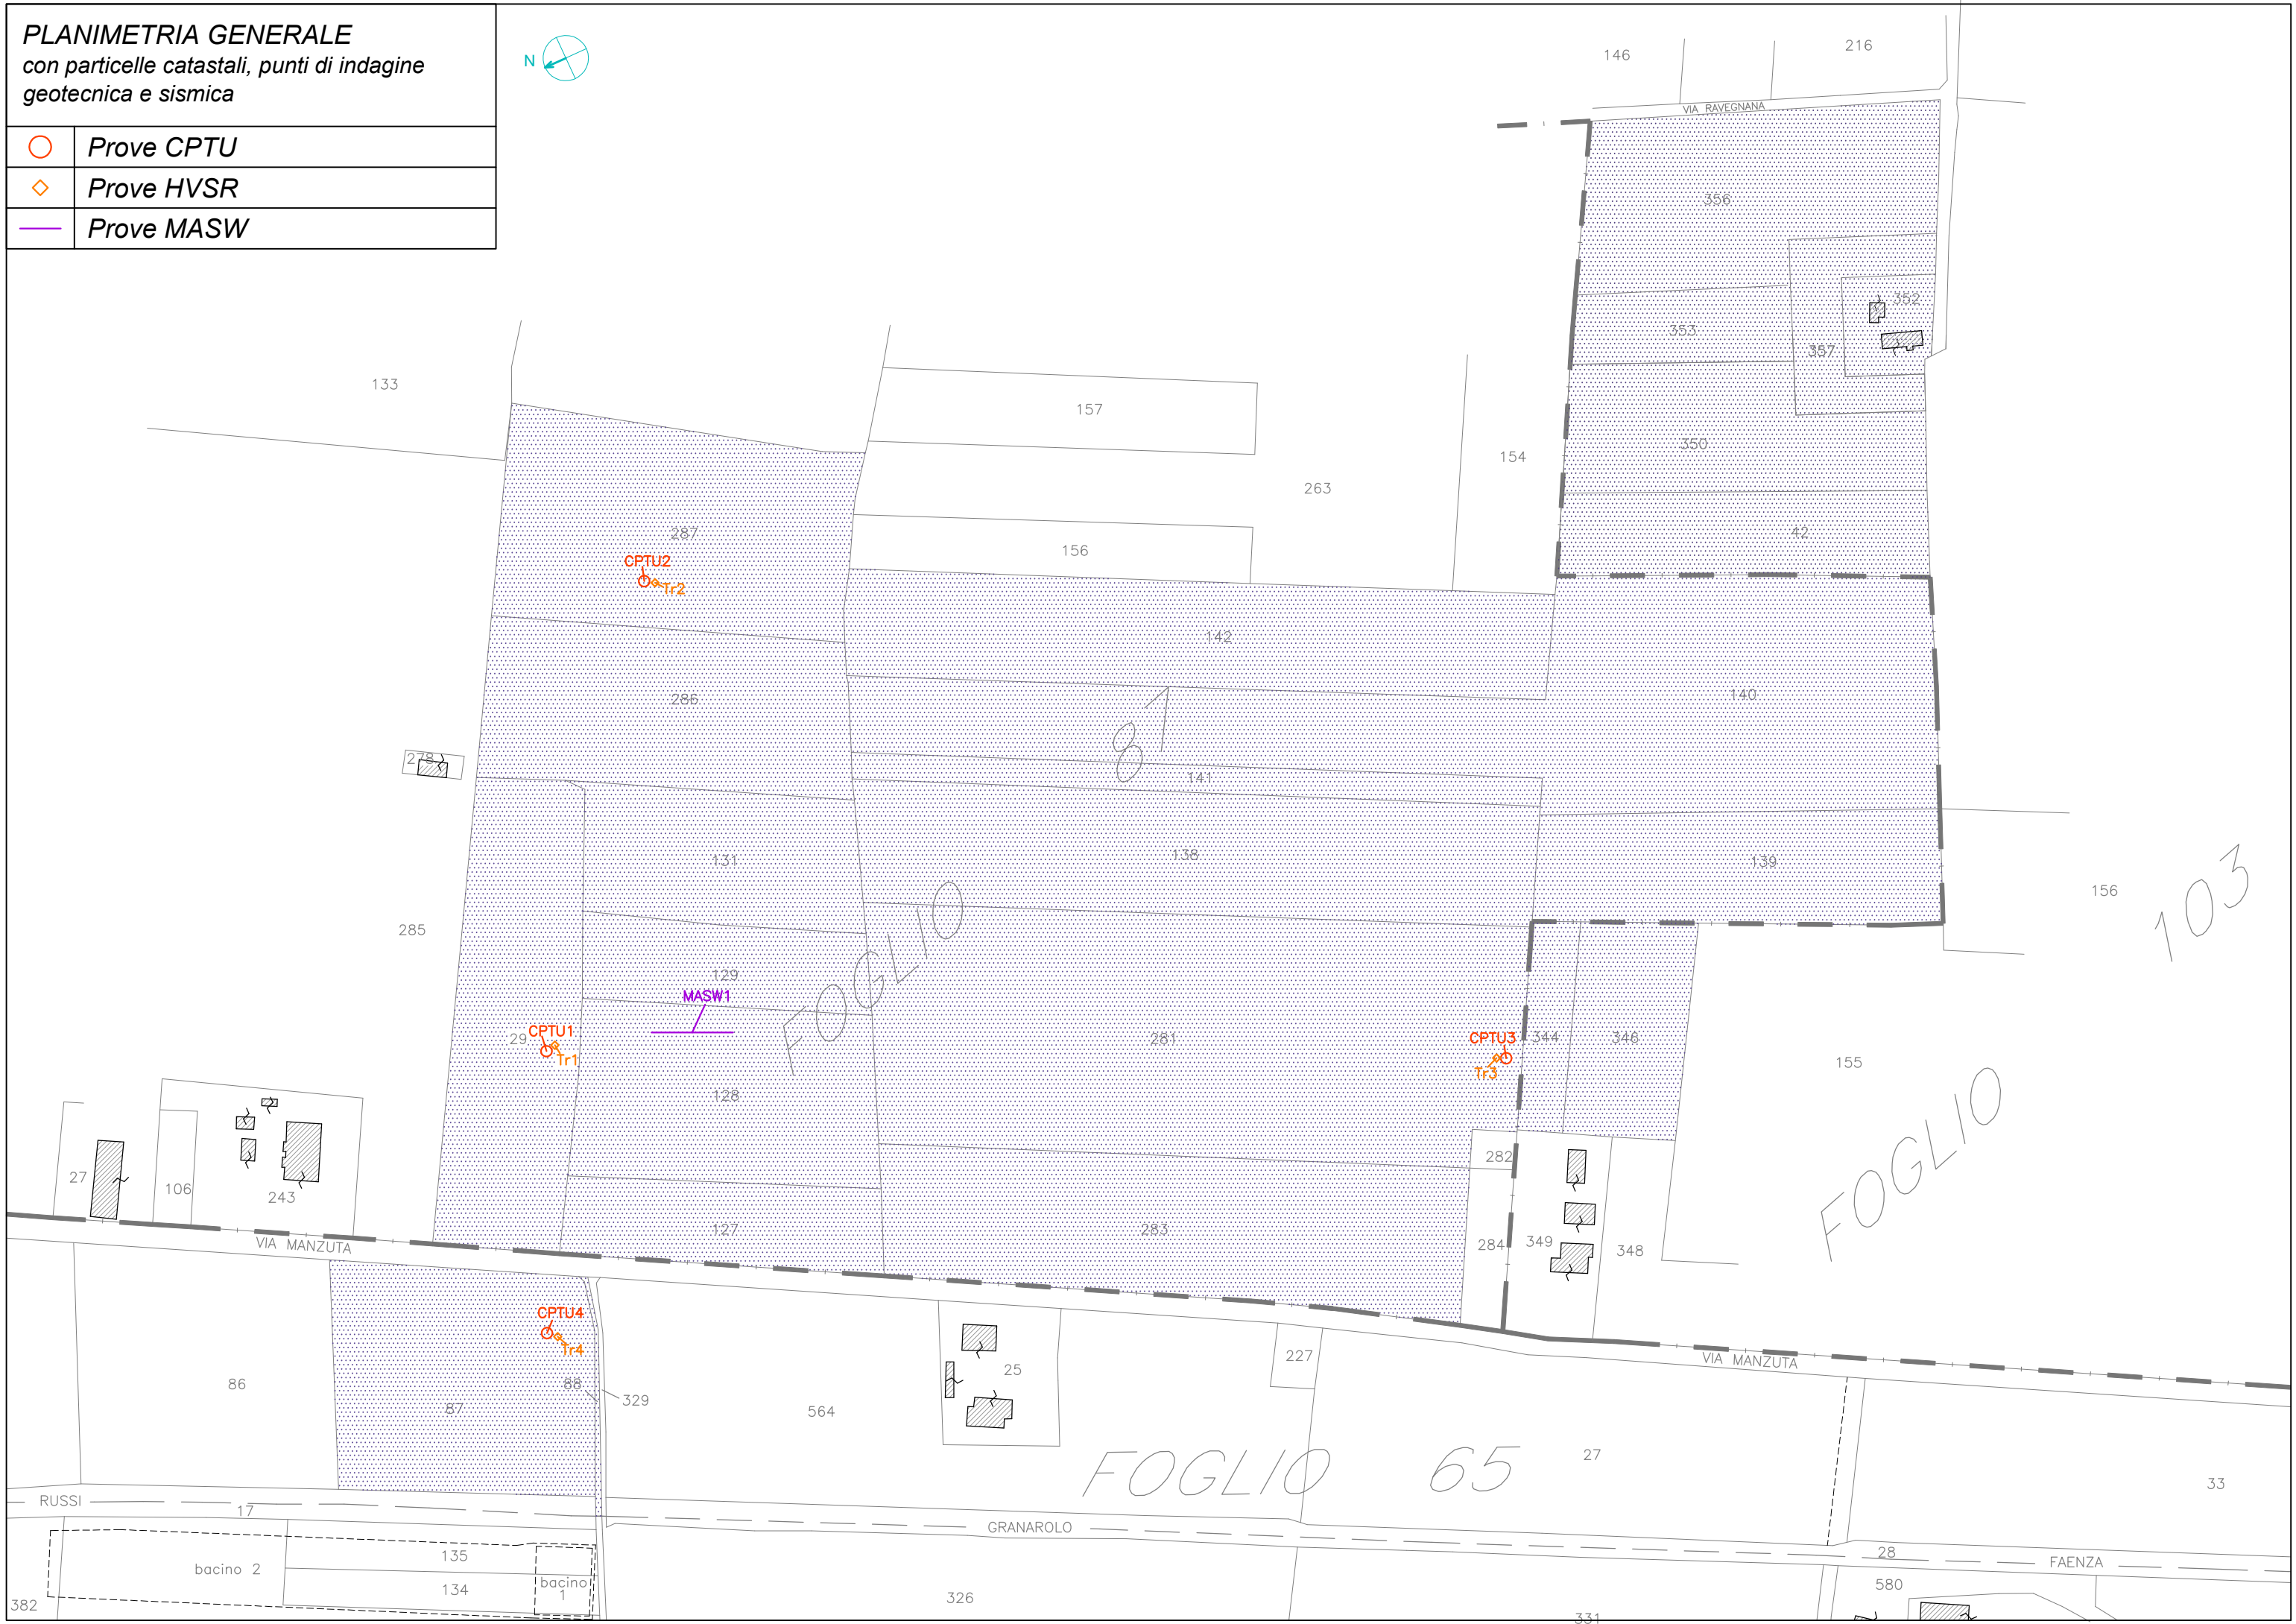 PLANIMETRIA GENERALE
con particelle catastali, punti di indagine
geotecnica e sismica
Prove CPTU
Prove HVSR
Prove MASW
N
146
216
VIA RAVEGNANA
356
352
353
357
133
157
350
154
263
287
42
156
CPTU2
Tr2
142
286
140
278
141
131
138
139
156
285
129
MASW1
FOGLIO 87
103
29
CPTU1
Tr1
281
CPTU3
Tr3
344
346
155
128
FOGLIO
27
106
243
282
127
283
284
349
348
VIA MANZUTA
CPTU4
Tr4
227
VIA MANZUTA
86
88
329
25
87
564
FOGLIO 65
27
33
RUSSI
17
GRANAROLO
28
FAENZA
135
bacino 2
134
bacino
1
580
382
326
331